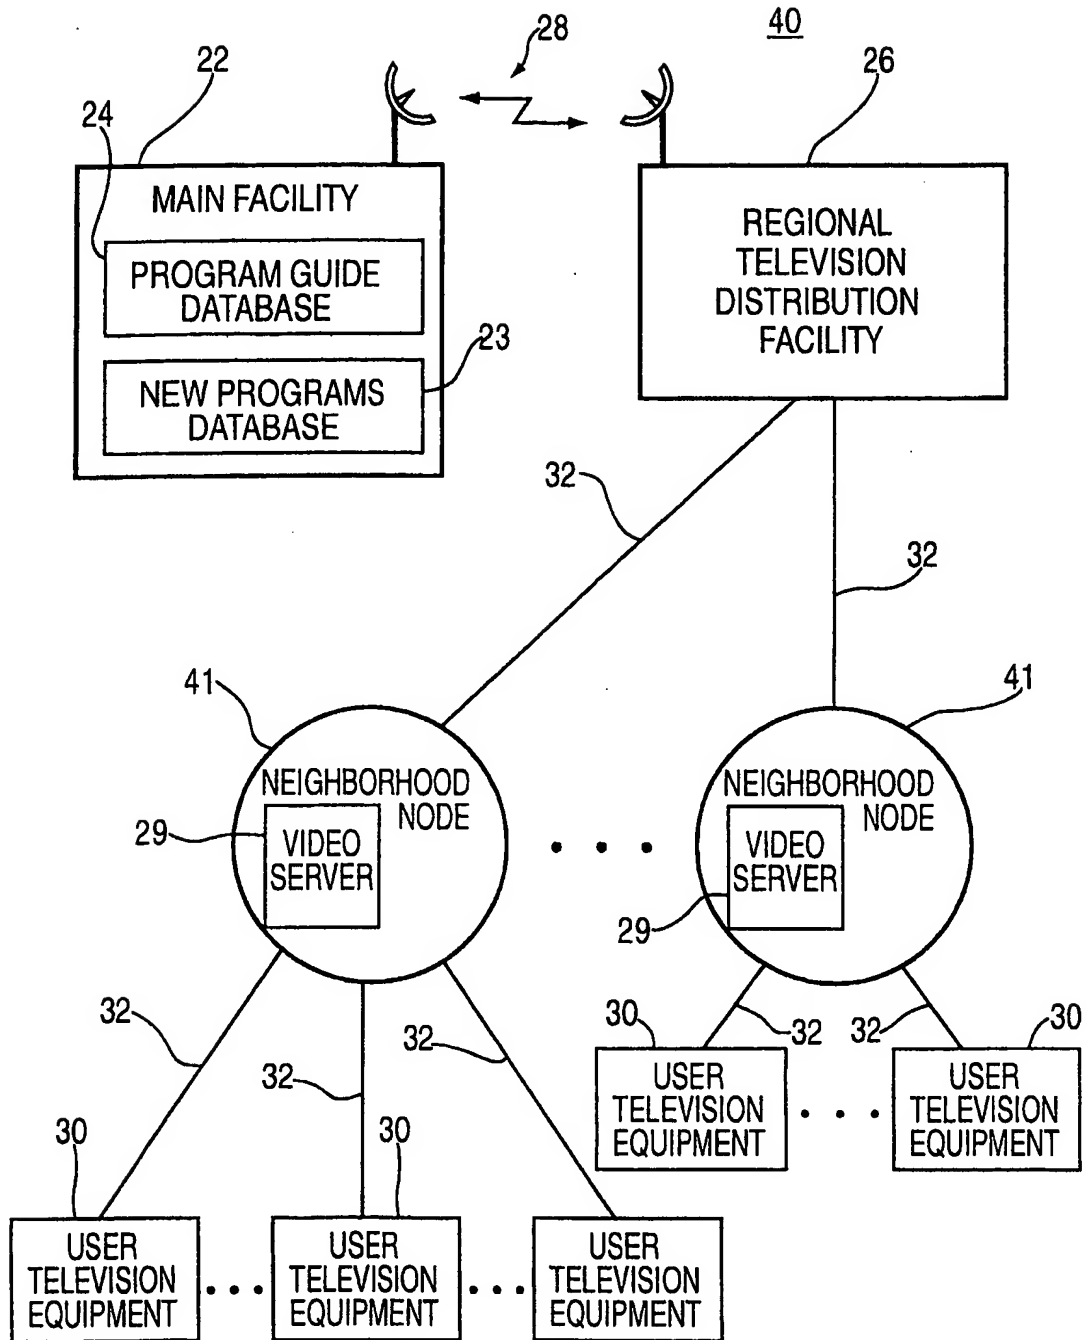 40
28
22
26
24
MAIN FACILITY
PROGRAM GUIDE
DATABASE
23
NEW PROGRAMS
DATABASE
REGIONAL
TELEVISION
DISTRIBUTION
FACILITY
32
32
41
41
NEIGHBORHOOD
NODE
29
VIDEO
SERVER
NEIGHBORHOOD
NODE
29
VIDEO
SERVER
32
32
32
30
32
32
30
USER
TELEVISION
EQUIPMENT
USER
TELEVISION
EQUIPMENT
30
30
USER
TELEVISION
EQUIPMENT
USER
TELEVISION
EQUIPMENT
USER
TELEVISION
EQUIPMENT